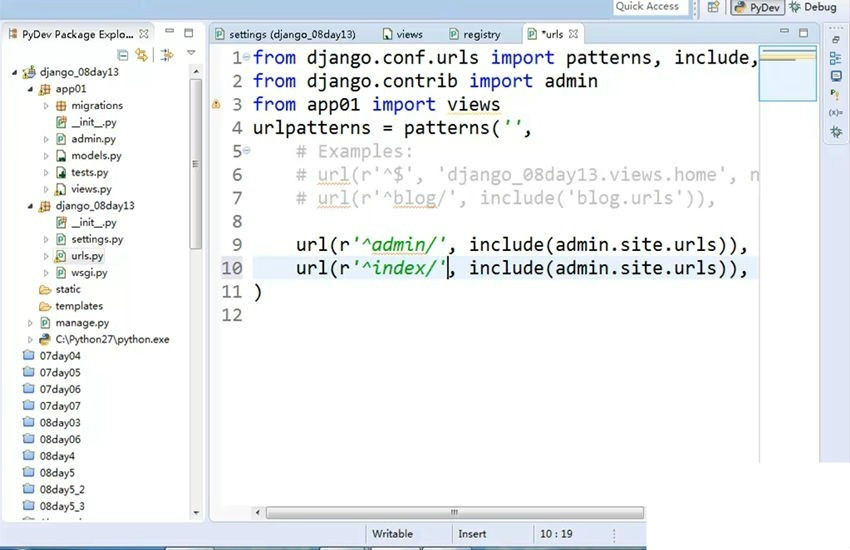 Quick Access
PyDev
Debug
PyDev Package Explo...
django_08day13
app01
migrations
__init__.py
admin.py
models.py
tests.py
views.py
django_08day13
__init__.py
settings.py
urls.py
wsgi.py
static
templates
manage.py
C:\Python27\python.exe
07day04
07day05
07day06
07day07
08day03
08day06
08day4
08day5
08day5_2
08day5_3
settings (django_08day13)
views
registry
*urls
1 from django.conf.urls import patterns, include,
2 from django.contrib import admin
3 from app01 import views
4 urlpatterns = patterns('',
5 # Examples:
6 # url(r'^$', 'django_08day13.views.home', n
7 # url(r'^blog/', include('blog.urls')),
8
9 url(r'^admin/', include(admin.site.urls)),
10 url(r'^index/', include(admin.site.urls)),
11 )
12
(x)=
Writable
Insert
10 : 19